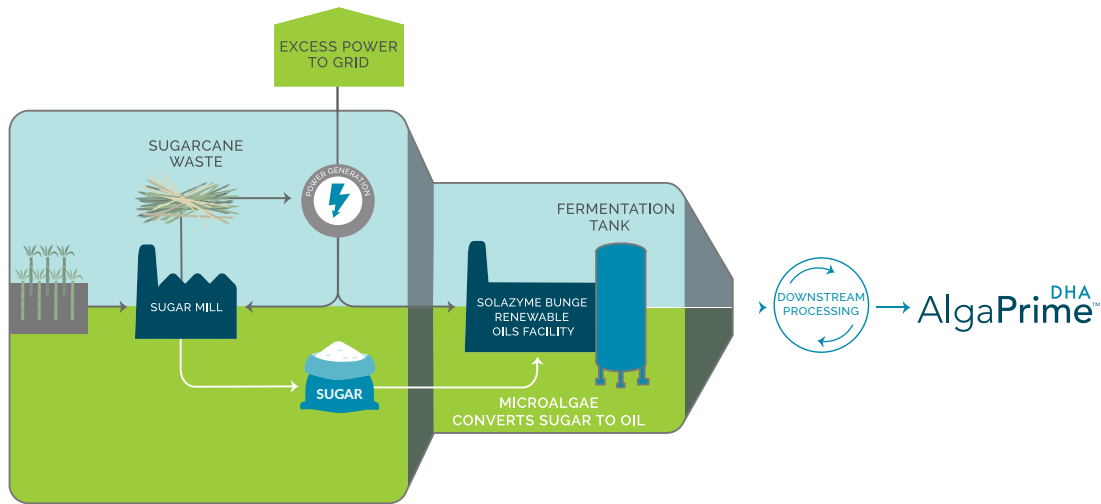 EXCESS POWER
TO GRID
SUGARCANE
WASTE
POWER GENERATION
FERMENTATION
TANK
SUGAR MILL
SOLAZYME BUNGE
RENEWABLE
OILS FACILITY
DOWNSTREAM
PROCESSING
DHA
AlgaPrime™
SUGAR
MICROALGAE
CONVERTS SUGAR TO OIL